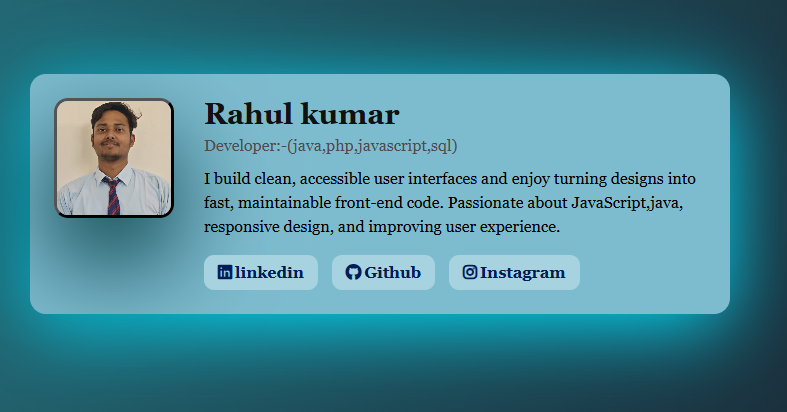 Rahul kumar
Developer:-(java,php,javascript,sql)
I build clean, accessible user interfaces and enjoy turning designs into
fast, maintainable front-end code. Passionate about JavaScript,java,
responsive design, and improving user experience.
linkedin Github Instagram